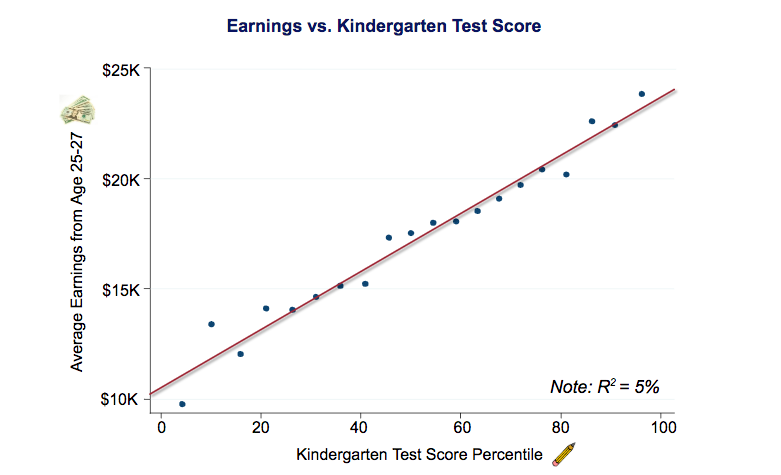 Earnings vs. Kindergarten Test Score
$25K
$20K
$15K
$10K
Average Earnings from Age 25-27
Note: R² = 5%
0 20 40 60 80 100
Kindergarten Test Score Percentile